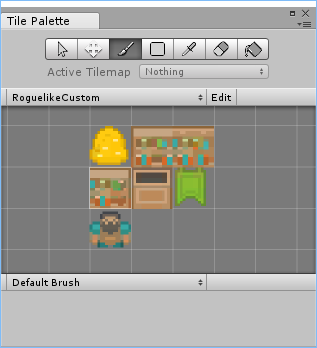 Tile Palette
Active Tilemap Nothing
RoguelikeCustom Edit
Default Brush